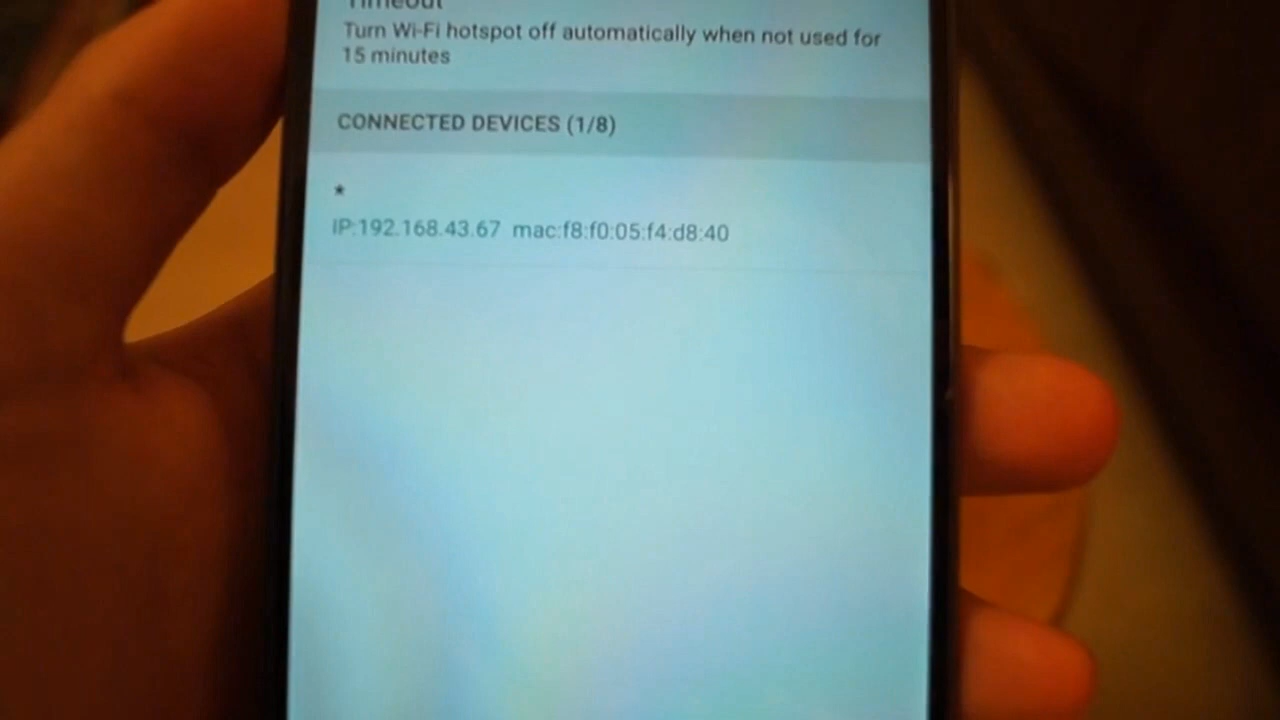 Timeout
Turn Wi-Fi hotspot off automatically when not used for
15 minutes
CONNECTED DEVICES (1/8)
*
IP:192.168.43.67 mac:f8:f0:05:f4:d8:40